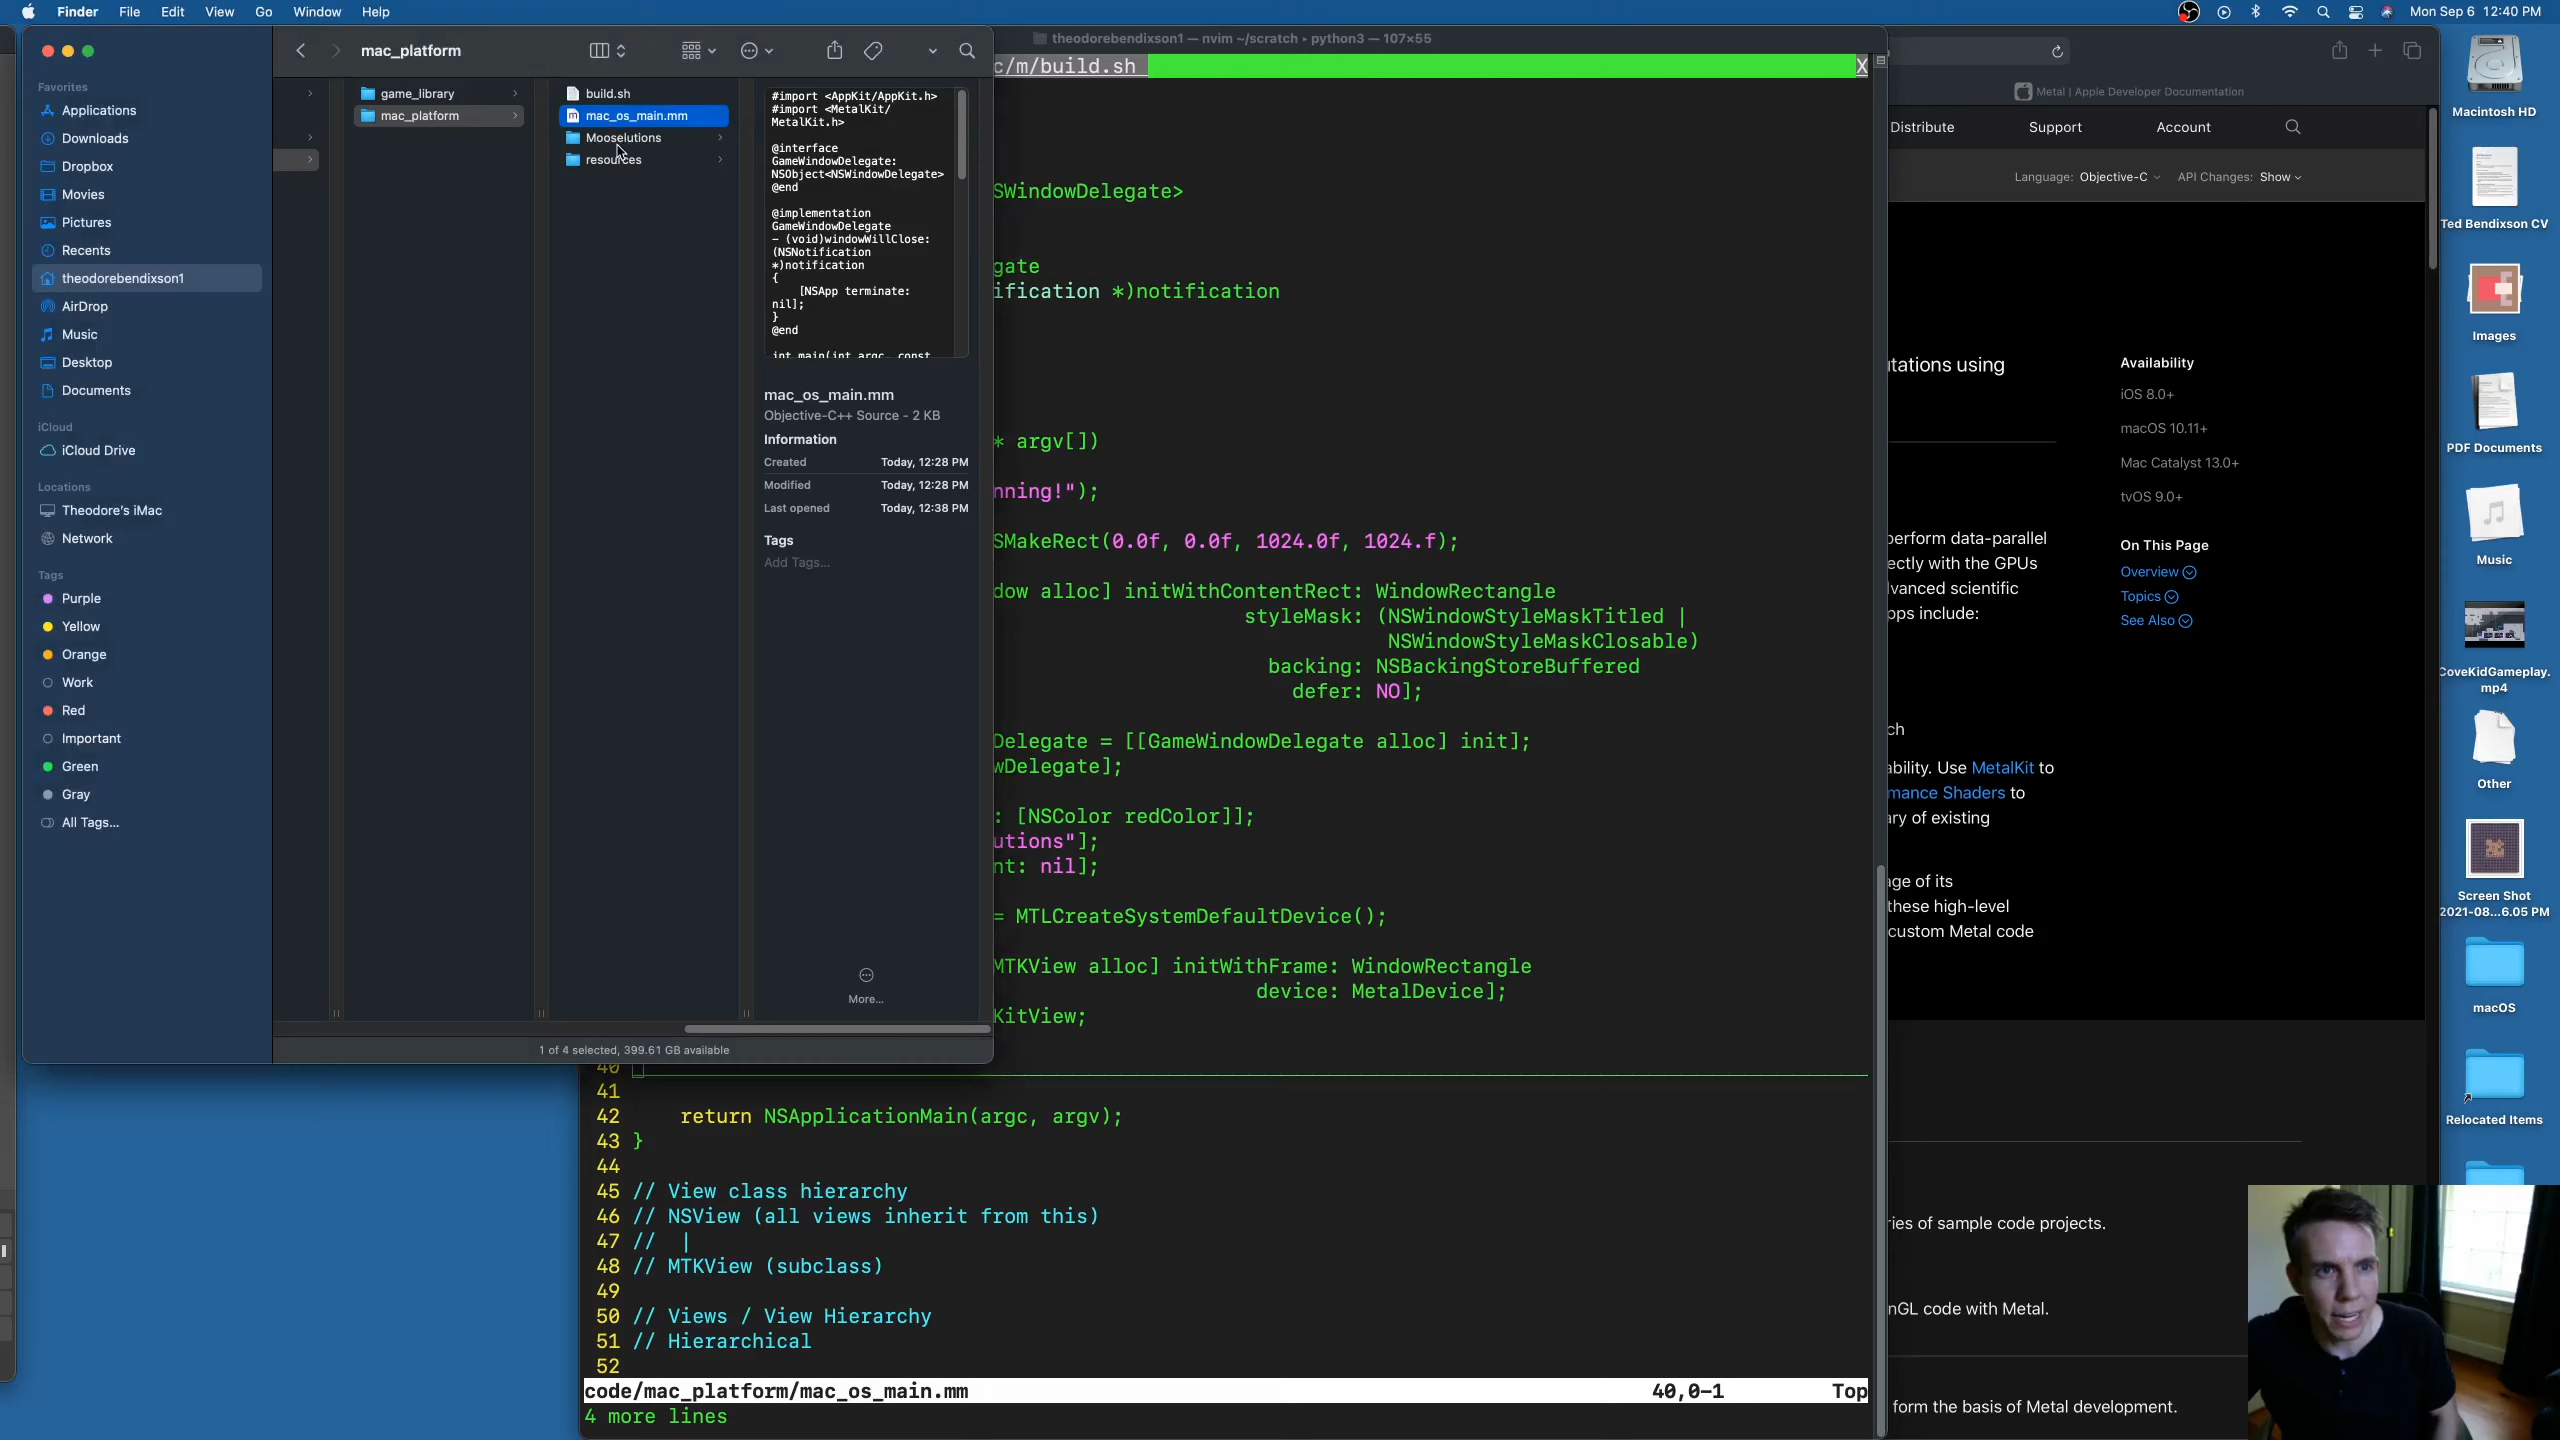 Finder File Edit View Go Window Help
Mon Sep 6 12:40 PM
mac_platform
Favorites
Applications
Downloads
Dropbox
Movies
Pictures
Recents
theodorebendixson1
AirDrop
Music
Desktop
Documents
iCloud
iCloud Drive
Locations
Theodore's iMac
Network
Tags
Purple
Yellow
Orange
Work
Red
Important
Green
Gray
All Tags...
game_library
mac_platform
build.sh
mac_os_main.mm
Mooselutions
resources
#import <AppKit/AppKit.h>
#import <MetalKit/
MetalKit.h>
@interface
GameWindowDelegate:
NSObject<NSWindowDelegate>
@end
@implementation
GameWindowDelegate
- (void)windowWillClose:
(NSNotification
*)notification
{
[NSApp terminate:
nil];
}
@end
int main(int argc, const
mac_os_main.mm
Objective-C++ Source - 2 KB
Information
Created Today, 12:28 PM
Modified Today, 12:28 PM
Last opened Today, 12:38 PM
Tags
Add Tags...
More...
1 of 4 selected, 399.61 GB available
theodorebendixson1 — nvim ~/scratch ▸ python3 — 107×55
c/m/build.sh X
SWindowDelegate>
gate
ification *)notification
* argv[])
nning!");
SMakeRect(0.0f, 0.0f, 1024.0f, 1024.f);
dow alloc] initWithContentRect: WindowRectangle
styleMask: (NSWindowStyleMaskTitled |
NSWindowStyleMaskClosable)
backing: NSBackingStoreBuffered
defer: NO];
Delegate = [[GameWindowDelegate alloc] init];
wDelegate];
: [NSColor redColor]];
utions"];
nt: nil];
= MTLCreateSystemDefaultDevice();
MTKView alloc] initWithFrame: WindowRectangle
device: MetalDevice];
KitView;
40
41
42 return NSApplicationMain(argc, argv);
43 }
44
45 // View class hierarchy
46 // NSView (all views inherit from this)
47 // |
48 // MTKView (subclass)
49
50 // Views / View Hierarchy
51 // Hierarchical
52
code/mac_platform/mac_os_main.mm 40,0-1 Top
4 more lines
Metal | Apple Developer Documentation
Distribute Support Account
Language: Objective-C API Changes: Show
tations using
Availability
iOS 8.0+
macOS 10.11+
Mac Catalyst 13.0+
tvOS 9.0+
On This Page
Overview
Topics
See Also
perform data-parallel
ectly with the GPUs
vanced scientific
pps include:
ch
ability. Use MetalKit to
mance Shaders to
ary of existing
age of its
these high-level
custom Metal code
ries of sample code projects.
nGL code with Metal.
form the basis of Metal development.
Macintosh HD
Ted Bendixson CV
Images
PDF Documents
Music
CoveKidGameplay.
mp4
Other
Screen Shot
2021-08...6.05 PM
macOS
Relocated Items